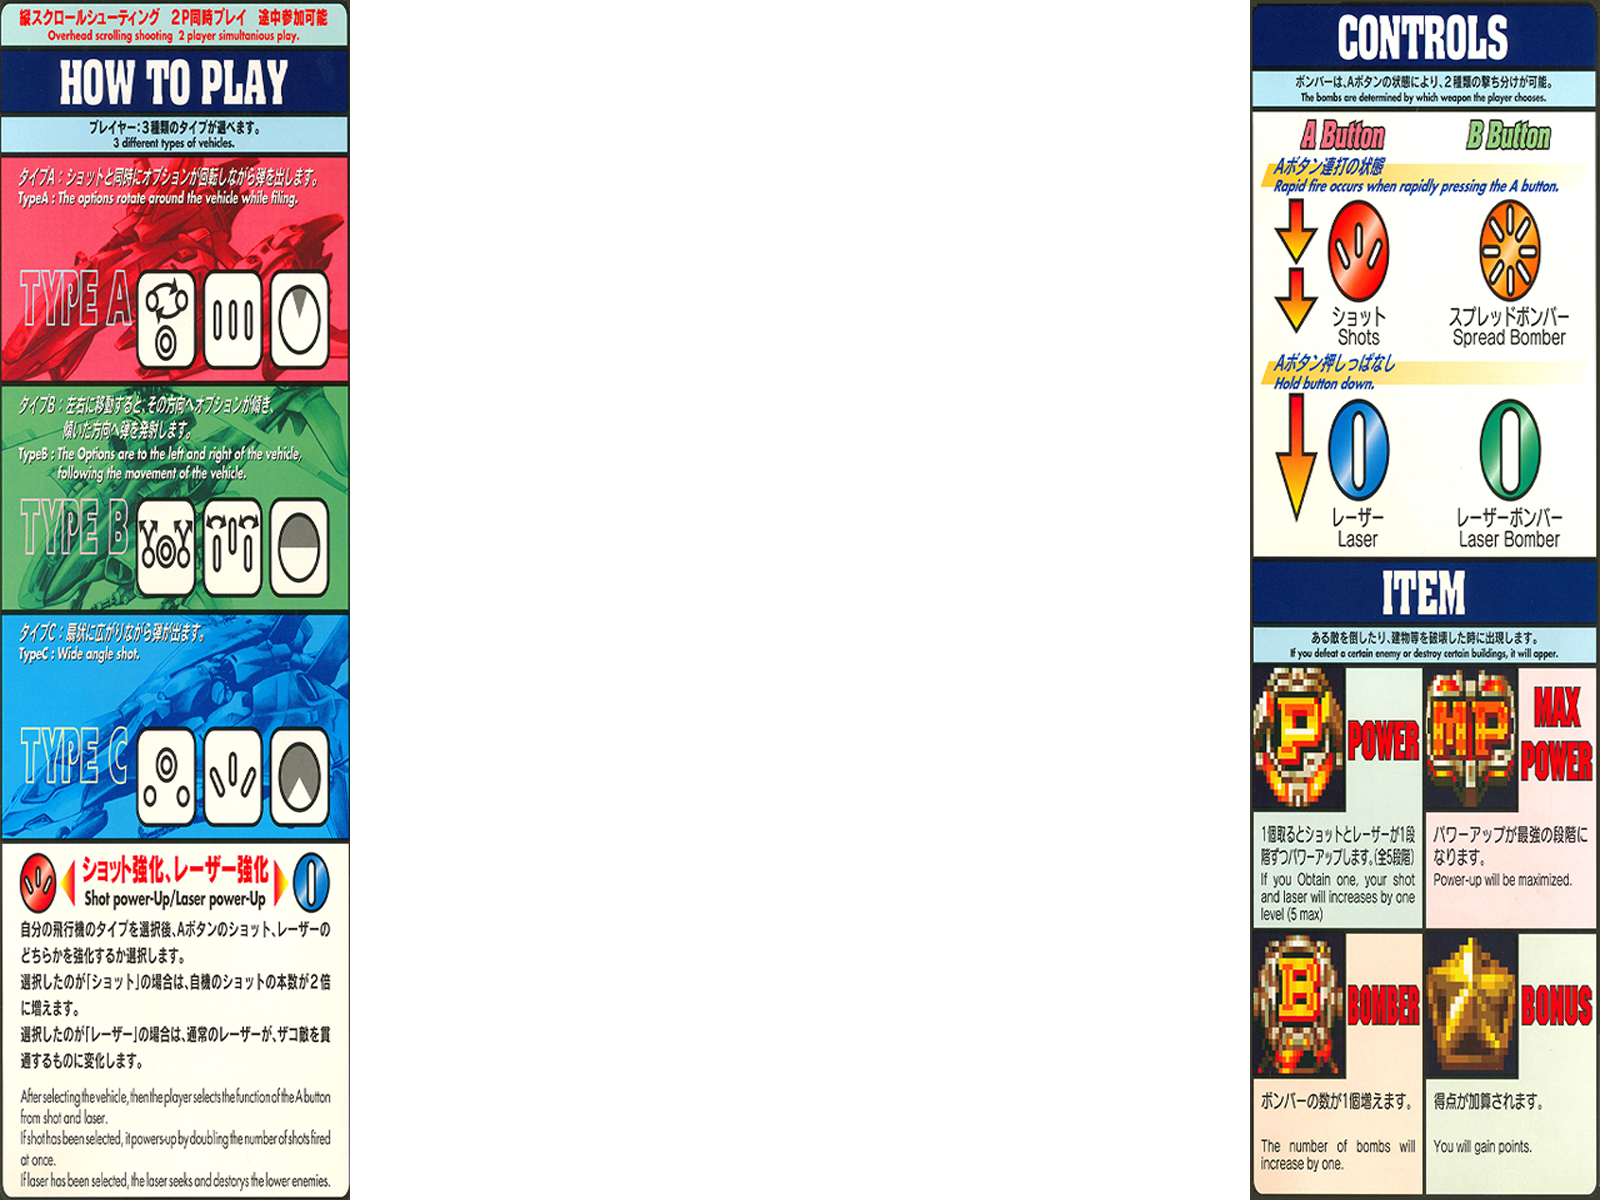 縦スクロールシューティング 2P同時プレイ 途中参加可能
Overhead scrolling shooting 2 player simultanious play.
HOW TO PLAY
プレイヤー:3種類のタイプが選べます。
3 different types of vehicles.
タイプA:ショットと同時にオプションが回転しながら弾を出します。
TypeA : The options rotate around the vehicle while filing.
TYPE A
タイプB:左右に移動すると、その方向へオプションが傾き、
傾いた方向へ弾を発射します。
TypeB : The Options are to the left and right of the vehicle,
following the movement of the vehicle.
TYPE B
タイプC:扇状に広がりながら弾が出ます。
TypeC : Wide angle shot.
TYPE C
ショット強化、レーザー強化
Shot power-Up/Laser power-Up
自分の飛行機のタイプを選択後、Aボタンのショット、レーザーの
どちらかを強化するか選択します。
選択したのが「ショット」の場合は、自機のショットの本数が2倍
に増えます。
選択したのが「レーザー」の場合は、通常のレーザーが、ザコ敵を貫
通するものに変化します。
After selecting the vehicle, then the player selects the function of the A button
from shot and laser.
If shot has been selected, it powers-up by doubling the number of shots fired
at once.
If laser has been selected, the laser seeks and destorys the lower enemies.
CONTROLS
ボンバーは、Aボタンの状態により、2種類の撃ち分けが可能。
The bombs are determined by which weapon the player chooses.
A Button
B Button
Aボタン連打の状態
Rapid fire occurs when rapidly pressing the A button.
ショット
Shots
スプレッドボンバー
Spread Bomber
Aボタン押しっぱなし
Hold button down.
レーザー
Laser
レーザーボンバー
Laser Bomber
ITEM
ある敵を倒したり、建物等を破壊した時に出現します。
If you defeat a certain enemy or destroy certain buildings, it will apper.
P
POWER
1個取るとショットとレーザーが1段
階ずつパワーアップします。(全5段階)
If you Obtain one, your shot
and laser will increases by one
level (5 max)
MP
MAX
POWER
パワーアップが最強の段階に
なります。
Power-up will be maximized.
B
BOMBER
ボンバーの数が1個増えます。
The number of bombs will
increase by one.
BONUS
得点が加算されます。
You will gain points.